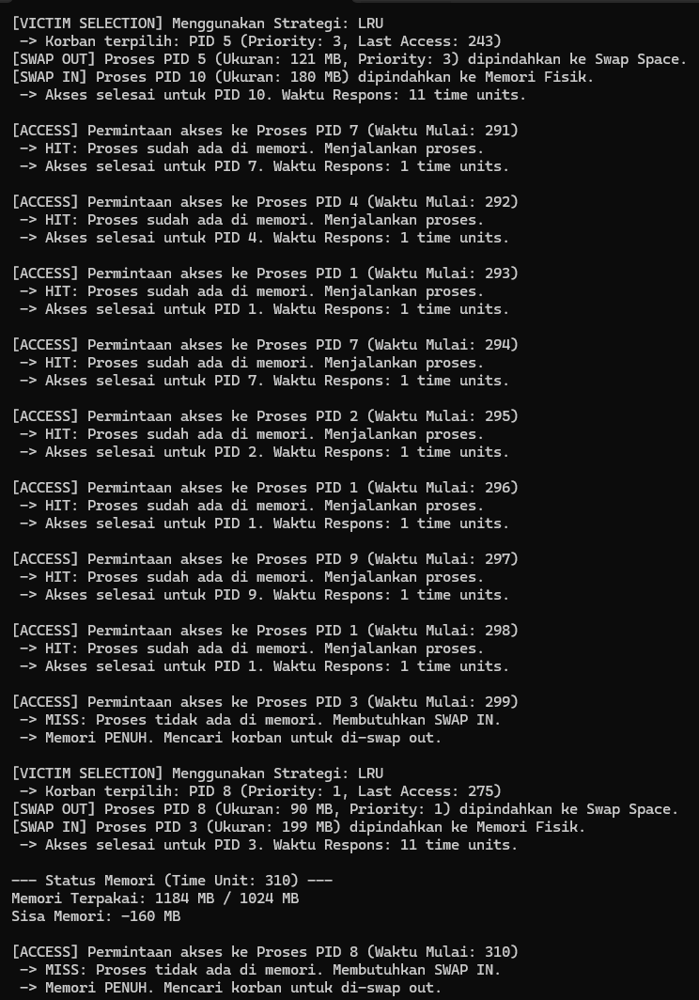 [VICTIM SELECTION] Menggunakan Strategi: LRU
-> Korban terpilih: PID 5 (Priority: 3, Last Access: 243)
[SWAP OUT] Proses PID 5 (Ukuran: 121 MB, Priority: 3) dipindahkan ke Swap Space.
[SWAP IN] Proses PID 10 (Ukuran: 180 MB) dipindahkan ke Memori Fisik.
-> Akses selesai untuk PID 10. Waktu Respons: 11 time units.

[ACCESS] Permintaan akses ke Proses PID 7 (Waktu Mulai: 291)
-> HIT: Proses sudah ada di memori. Menjalankan proses.
-> Akses selesai untuk PID 7. Waktu Respons: 1 time units.

[ACCESS] Permintaan akses ke Proses PID 4 (Waktu Mulai: 292)
-> HIT: Proses sudah ada di memori. Menjalankan proses.
-> Akses selesai untuk PID 4. Waktu Respons: 1 time units.

[ACCESS] Permintaan akses ke Proses PID 1 (Waktu Mulai: 293)
-> HIT: Proses sudah ada di memori. Menjalankan proses.
-> Akses selesai untuk PID 1. Waktu Respons: 1 time units.

[ACCESS] Permintaan akses ke Proses PID 7 (Waktu Mulai: 294)
-> HIT: Proses sudah ada di memori. Menjalankan proses.
-> Akses selesai untuk PID 7. Waktu Respons: 1 time units.

[ACCESS] Permintaan akses ke Proses PID 2 (Waktu Mulai: 295)
-> HIT: Proses sudah ada di memori. Menjalankan proses.
-> Akses selesai untuk PID 2. Waktu Respons: 1 time units.

[ACCESS] Permintaan akses ke Proses PID 1 (Waktu Mulai: 296)
-> HIT: Proses sudah ada di memori. Menjalankan proses.
-> Akses selesai untuk PID 1. Waktu Respons: 1 time units.

[ACCESS] Permintaan akses ke Proses PID 9 (Waktu Mulai: 297)
-> HIT: Proses sudah ada di memori. Menjalankan proses.
-> Akses selesai untuk PID 9. Waktu Respons: 1 time units.

[ACCESS] Permintaan akses ke Proses PID 1 (Waktu Mulai: 298)
-> HIT: Proses sudah ada di memori. Menjalankan proses.
-> Akses selesai untuk PID 1. Waktu Respons: 1 time units.

[ACCESS] Permintaan akses ke Proses PID 3 (Waktu Mulai: 299)
-> MISS: Proses tidak ada di memori. Membutuhkan SWAP IN.
-> Memori PENUH. Mencari korban untuk di-swap out.

[VICTIM SELECTION] Menggunakan Strategi: LRU
-> Korban terpilih: PID 8 (Priority: 1, Last Access: 275)
[SWAP OUT] Proses PID 8 (Ukuran: 90 MB, Priority: 1) dipindahkan ke Swap Space.
[SWAP IN] Proses PID 3 (Ukuran: 199 MB) dipindahkan ke Memori Fisik.
-> Akses selesai untuk PID 3. Waktu Respons: 11 time units.

--- Status Memori (Time Unit: 310) ---
Memori Terpakai: 1184 MB / 1024 MB
Sisa Memori: -160 MB

[ACCESS] Permintaan akses ke Proses PID 8 (Waktu Mulai: 310)
-> MISS: Proses tidak ada di memori. Membutuhkan SWAP IN.
-> Memori PENUH. Mencari korban untuk di-swap out.